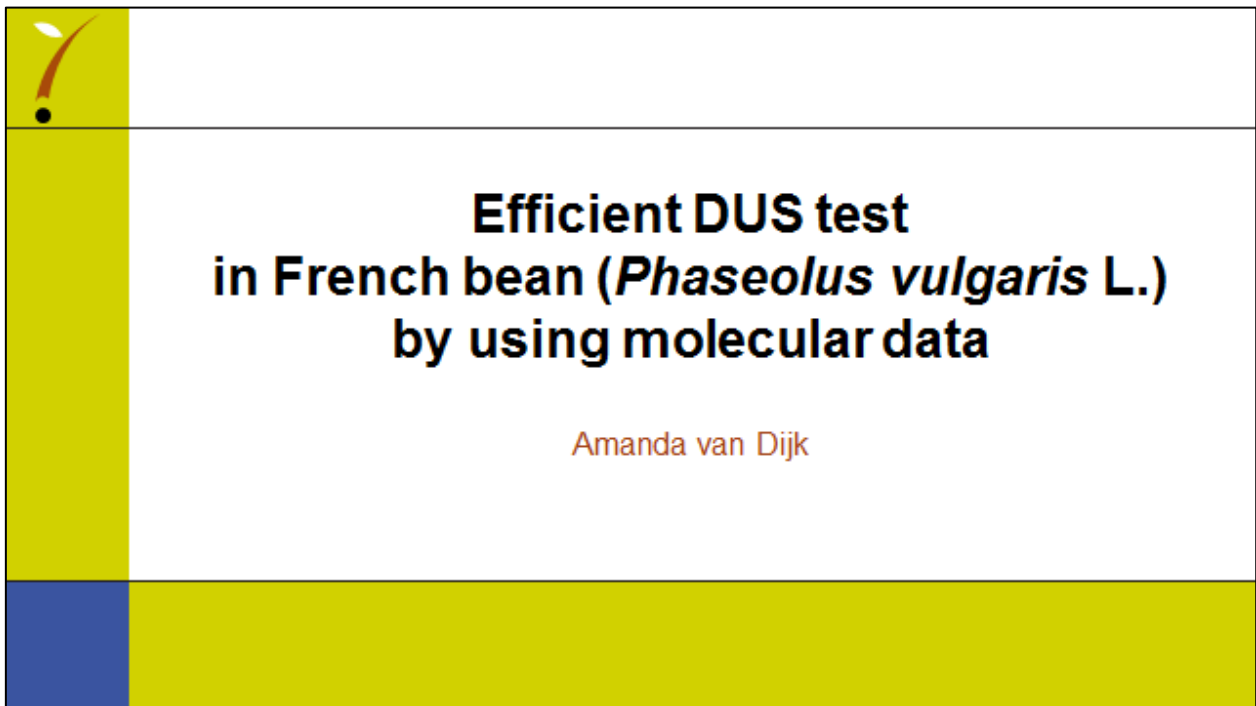 Efficient DUS test
in French bean (Phaseolus vulgaris L.)
by using molecular data
Amanda van Dijk